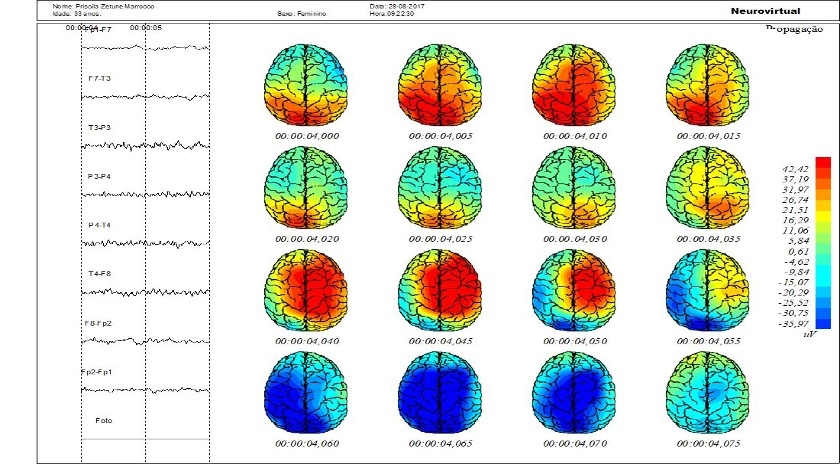 Nome: Priscilla Zetune Marrocco
Data: 28-08-2017
Idade: 33 anos.
Sexo: Feminino
Hora:09:22:30
Neurovirtual
00:00:04
00:00:05
Propagação
Fp1-F7
F7-T3
T3-P3
P3-P4
P4-T4
T4-F8
F8-Fp2
Fp2-Fp1
Foto
00:00:04,000
00:00:04,005
00:00:04,010
00:00:04,015
00:00:04,020
00:00:04,025
00:00:04,030
00:00:04,035
00:00:04,040
00:00:04,045
00:00:04,050
00:00:04,055
00:00:04,060
00:00:04,065
00:00:04,070
00:00:04,075
42,42
37,19
31,97
26,74
21,51
16,29
11,06
5,84
0,61
-4,62
-9,84
-15,07
-20,29
-25,52
-30,75
-35,97
uV